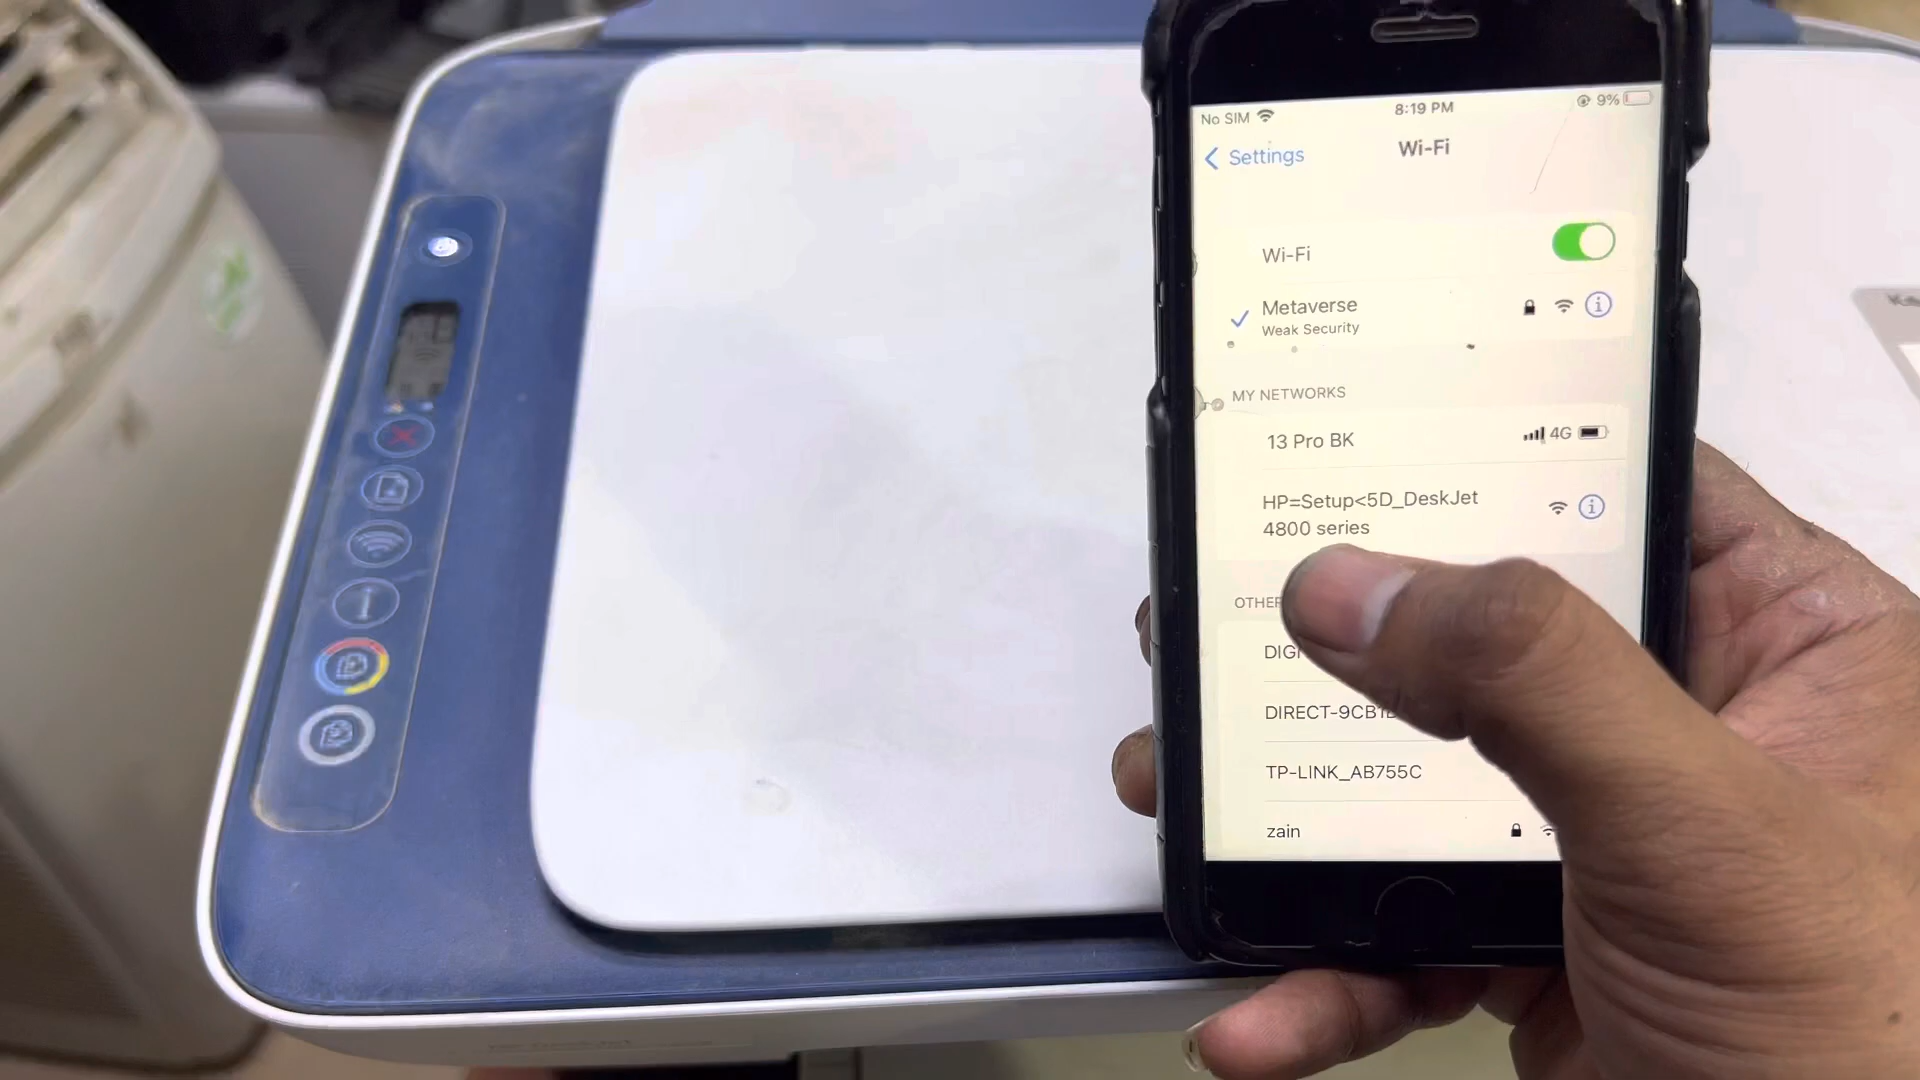 No SIM 8:19 PM 9%
Settings Wi-Fi
Wi-Fi
Metaverse
Weak Security
MY NETWORKS
13 Pro BK 4G
HP=Setup<5D_DeskJet
4800 series
TP-LINK_AB755C
zain